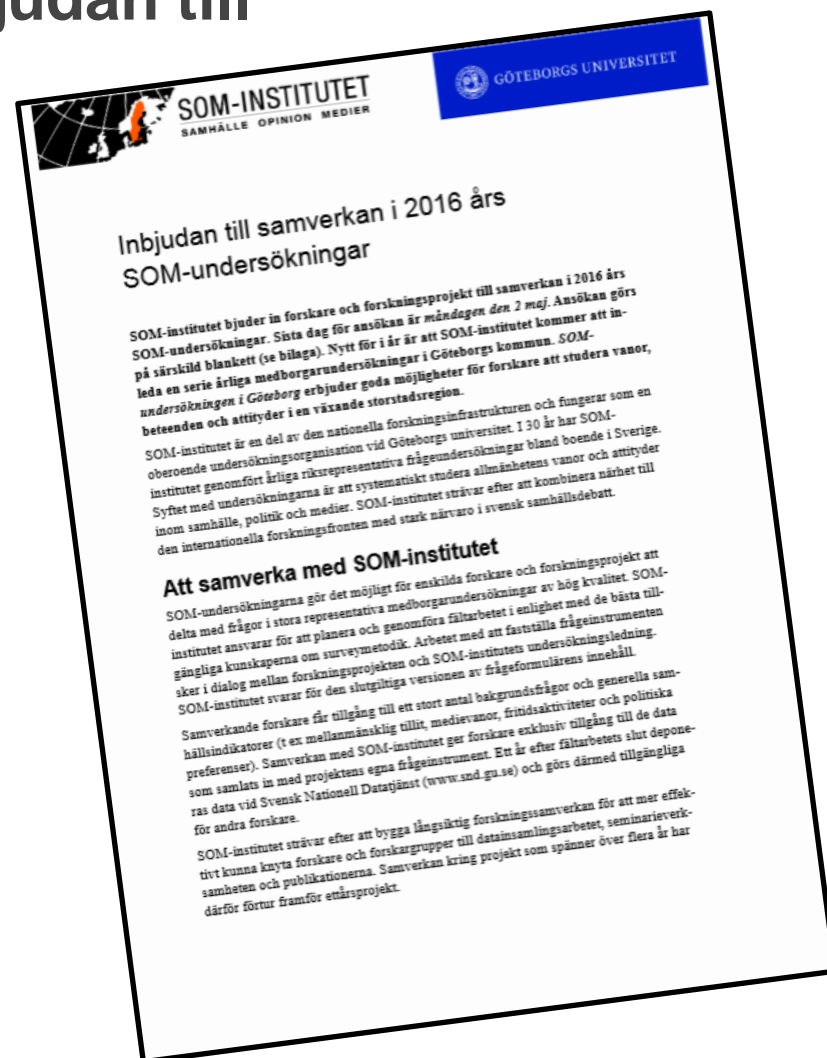 judan till
SOM-INSTITUTET
SAMHÄLLE OPINION MEDIER
GÖTEBORGS UNIVERSITET
Inbjudan till samverkan i 2016 års
SOM-undersökningar
SOM-institutet bjuder in forskare och forskningsprojekt till samverkan i 2016 års
SOM-undersökningar. Sista dag för ansökan är måndagen den 2 maj. Ansökan görs
på särskild blankett (se bilaga). Nytt för i år är att SOM-institutet kommer att in-
leda en serie årliga medborgarundersökningar i Göteborgs kommun. SOM-
undersökningen i Göteborg erbjuder goda möjligheter för forskare att studera vanor,
beteenden och attityder i en växande storstadsregion.
SOM-institutet är en del av den nationella forskningsinfrastrukturen och fungerar som en
oberoende undersökningsorganisation vid Göteborgs universitet. I 30 år har SOM-
institutet genomfört årliga riksrepresentativa frågeundersökningar bland boende i Sverige.
Syftet med undersökningarna är att systematiskt studera allmänhetens vanor och attityder
inom samhälle, politik och medier. SOM-institutet strävar efter att kombinera närhet till
den internationella forskningsfronten med stark närvaro i svensk samhällsdebatt.
Att samverka med SOM-institutet
SOM-undersökningarna gör det möjligt för enskilda forskare och forskningsprojekt att
delta med frågor i stora representativa medborgarundersökningar av hög kvalitet. SOM-
institutet ansvarar för att planera och genomföra fältarbetet i enlighet med de bästa till-
gängliga kunskaperna om surveymetodik. Arbetet med att fastställa frågeinstrumenten
sker i dialog mellan forskningsprojekten och SOM-institutets undersökningsledning.
SOM-institutet svarar för den slutgiltiga versionen av frågeformulärens innehåll.
Samverkande forskare får tillgång till ett stort antal bakgrundsfrågor och generella sam-
hällsindikatorer (t ex mellanmänsklig tillit, medievanor, fritidsaktiviteter och politiska
preferenser). Samverkan med SOM-institutet ger forskare exklusiv tillgång till de data
som samlats in med projektens egna frågeinstrument. Ett år efter fältarbetets slut depone-
ras data vid Svensk Nationell Datatjänst (www.snd.gu.se) och görs därmed tillgängliga
för andra forskare.
SOM-institutet strävar efter att bygga långsiktig forskningssamverkan för att mer effek-
tivt kunna knyta forskare och forskargrupper till datainsamlingsarbetet, seminarieverk-
samheten och publikationerna. Samverkan kring projekt som spänner över flera år har
därför förtur framför ettårsprojekt.